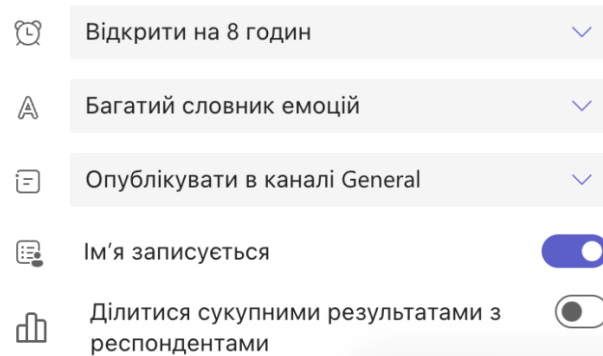 Відкрити на 8 годин
Багатий словник емоцій
Опублікувати в каналі General
Ім’я записується
Ділитися сукупними результатами з
респондентами